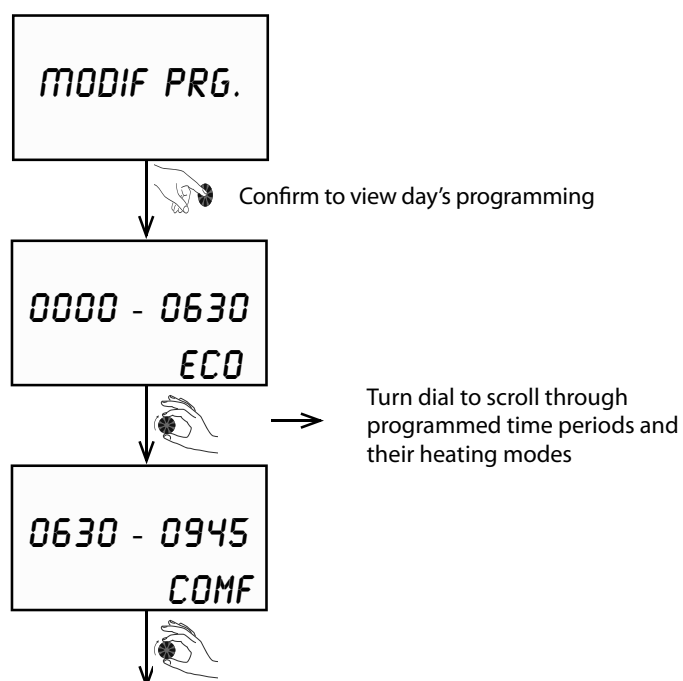 MODIF PRG.
Confirm to view day's programming
0000 - 0630
ECO
Turn dial to scroll through
programmed time periods and
their heating modes
0630 - 0945
COMF